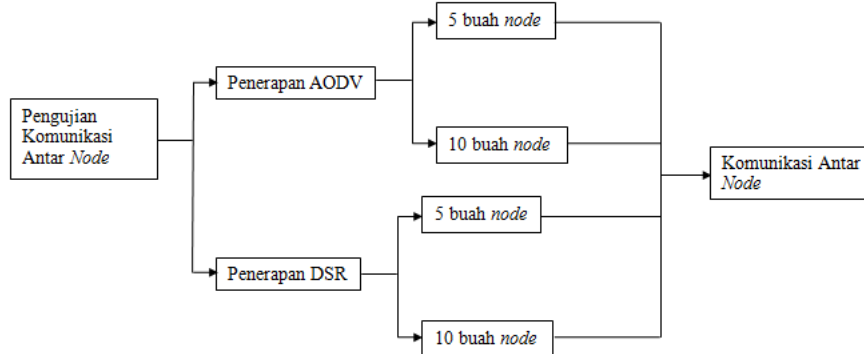 5 buah node
Penerapan AODV
Pengujian
Komunikasi
Antar Node
10 buah node
Komunikasi Antar
Node
5 buah node
Penerapan DSR
10 buah node